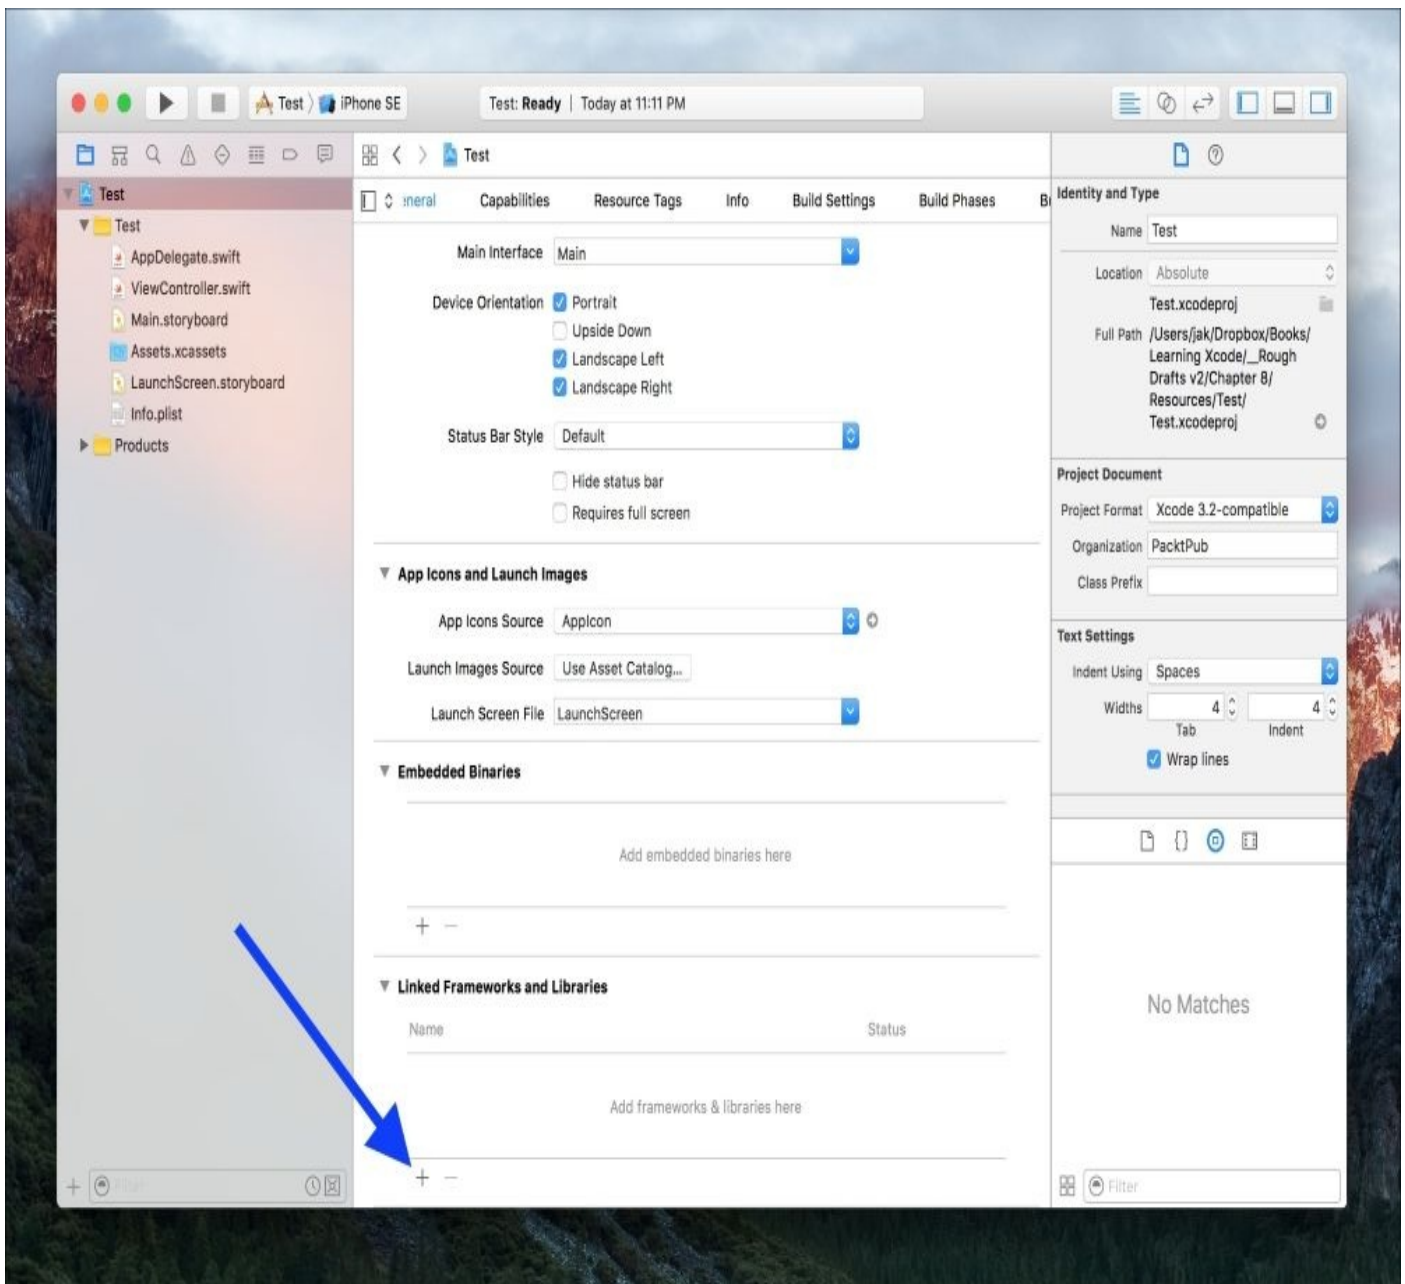 Test
iPhone SE
Test: Ready | Today at 11:11 PM
Test
Test
Test
AppDelegate.swift
ViewController.swift
Main.storyboard
Assets.xcassets
LaunchScreen.storyboard
Info.plist
Products
Filter
eneral Capabilities Resource Tags Info Build Settings Build Phases
Main Interface Main
Device Orientation Portrait
Upside Down
Landscape Left
Landscape Right
Status Bar Style Default
Hide status bar
Requires full screen
App Icons and Launch Images
App Icons Source AppIcon
Launch Images Source Use Asset Catalog...
Launch Screen File LaunchScreen
Embedded Binaries
Add embedded binaries here
+ −
Linked Frameworks and Libraries
Name Status
Add frameworks & libraries here
+ −
Identity and Type
Name Test
Location Absolute
Test.xcodeproj
Full Path /Users/jak/Dropbox/Books/
Learning Xcode/__Rough
Drafts v2/Chapter 8/
Resources/Test/
Test.xcodeproj
Project Document
Project Format Xcode 3.2-compatible
Organization PacktPub
Class Prefix
Text Settings
Indent Using Spaces
Widths 4 4
Tab Indent
Wrap lines
No Matches
Filter